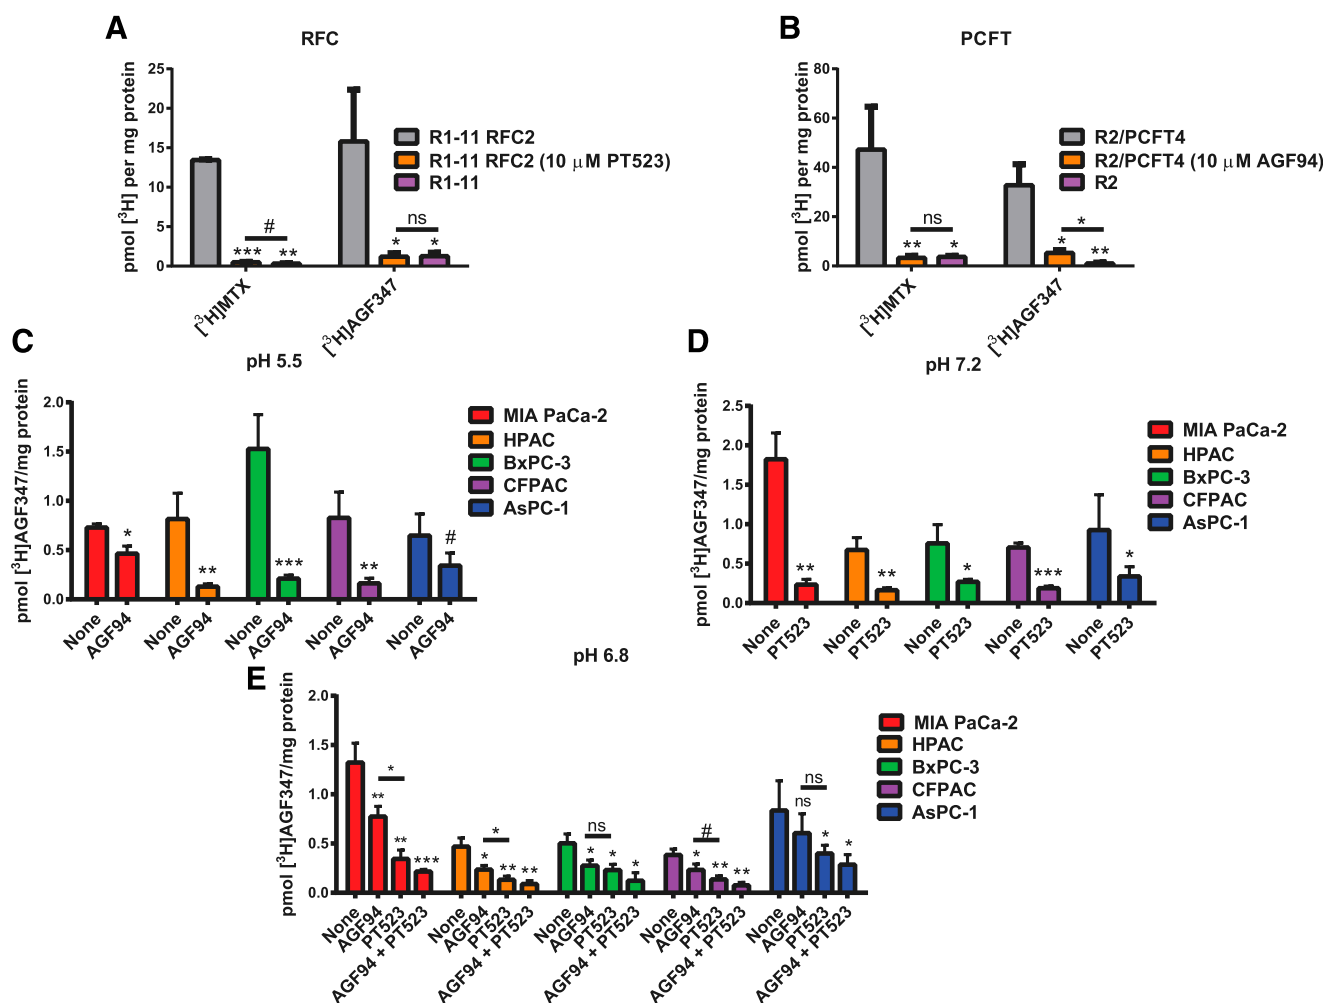 A
RFC
pmol [³H] per mg protein
25
20
15
10
5
0
R1-11 RFC2
R1-11 RFC2 (10 μM PT523)
R1-11
#
***
**
ns
*
*
[³H]MTX
[³H]AGF347
B
PCFT
pmol [³H] per mg protein
80
60
40
20
0
R2/PCFT4
R2/PCFT4 (10 μM AGF94)
R2
ns
**
*
*
*
**
[³H]MTX
[³H]AGF347
C
pH 5.5
pmol [³H]AGF347/mg protein
2.0
1.5
1.0
0.5
0.0
MIA PaCa-2
HPAC
BxPC-3
CFPAC
AsPC-1
*
**
***
**
#
None
AGF94
None
AGF94
None
AGF94
None
AGF94
None
AGF94
D
pH 7.2
pmol [³H]AGF347/mg protein
2.5
2.0
1.5
1.0
0.5
0.0
MIA PaCa-2
HPAC
BxPC-3
CFPAC
AsPC-1
**
**
*
***
*
None
PT523
None
PT523
None
PT523
None
PT523
None
PT523
E
pH 6.8
pmol [³H]AGF347/mg protein
2.0
1.5
1.0
0.5
0.0
MIA PaCa-2
HPAC
BxPC-3
CFPAC
AsPC-1
*
**
**
***
*
*
**
**
ns
*
*
*
#
*
**
**
ns
ns
*
*
None
AGF94
PT523
AGF94 + PT523
None
AGF94
PT523
AGF94 + PT523
None
AGF94
PT523
AGF94 + PT523
None
AGF94
PT523
AGF94 + PT523
None
AGF94
PT523
AGF94 + PT523